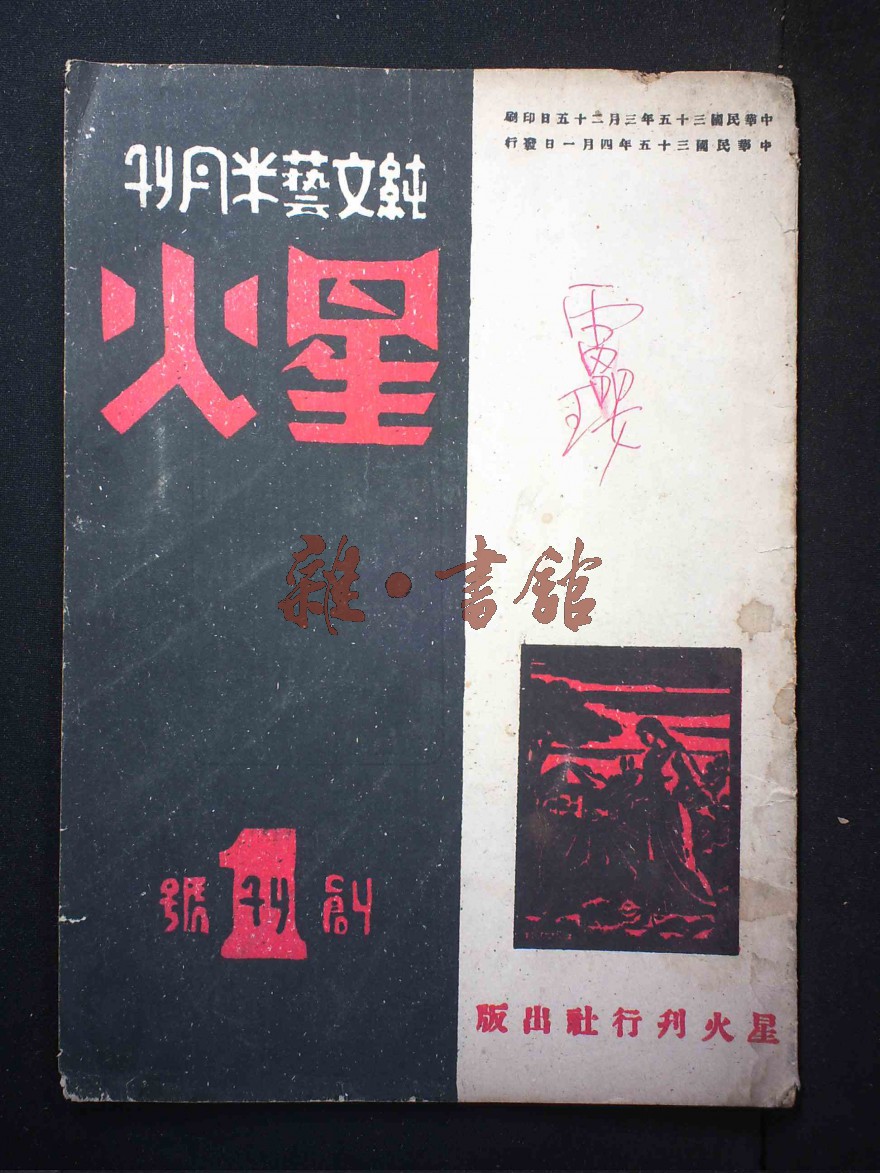 中華民國三十五年三月二十五日印刷
中華民國三十五年四月一日發行
純文藝半月刊
星火
雜·書館
創刊號
1
星火刊行社出版